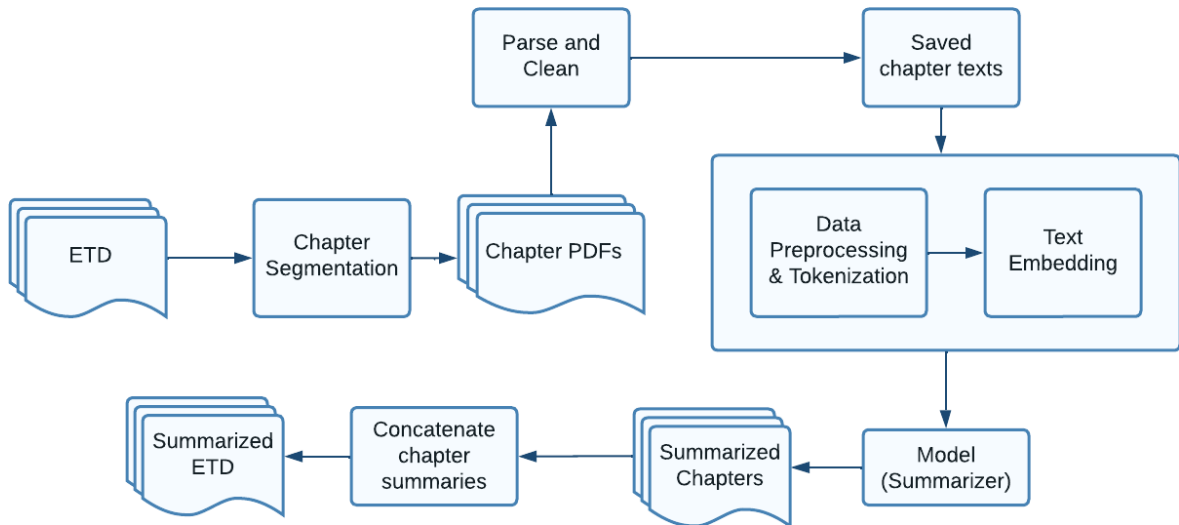 Parse and
Clean
Saved
chapter texts
ETD
Chapter
Segmentation
Chapter PDFs
Data
Preprocessing
& Tokenization
Text
Embedding
Summarized
ETD
Concatenate
chapter
summaries
Summarized
Chapters
Model
(Summarizer)